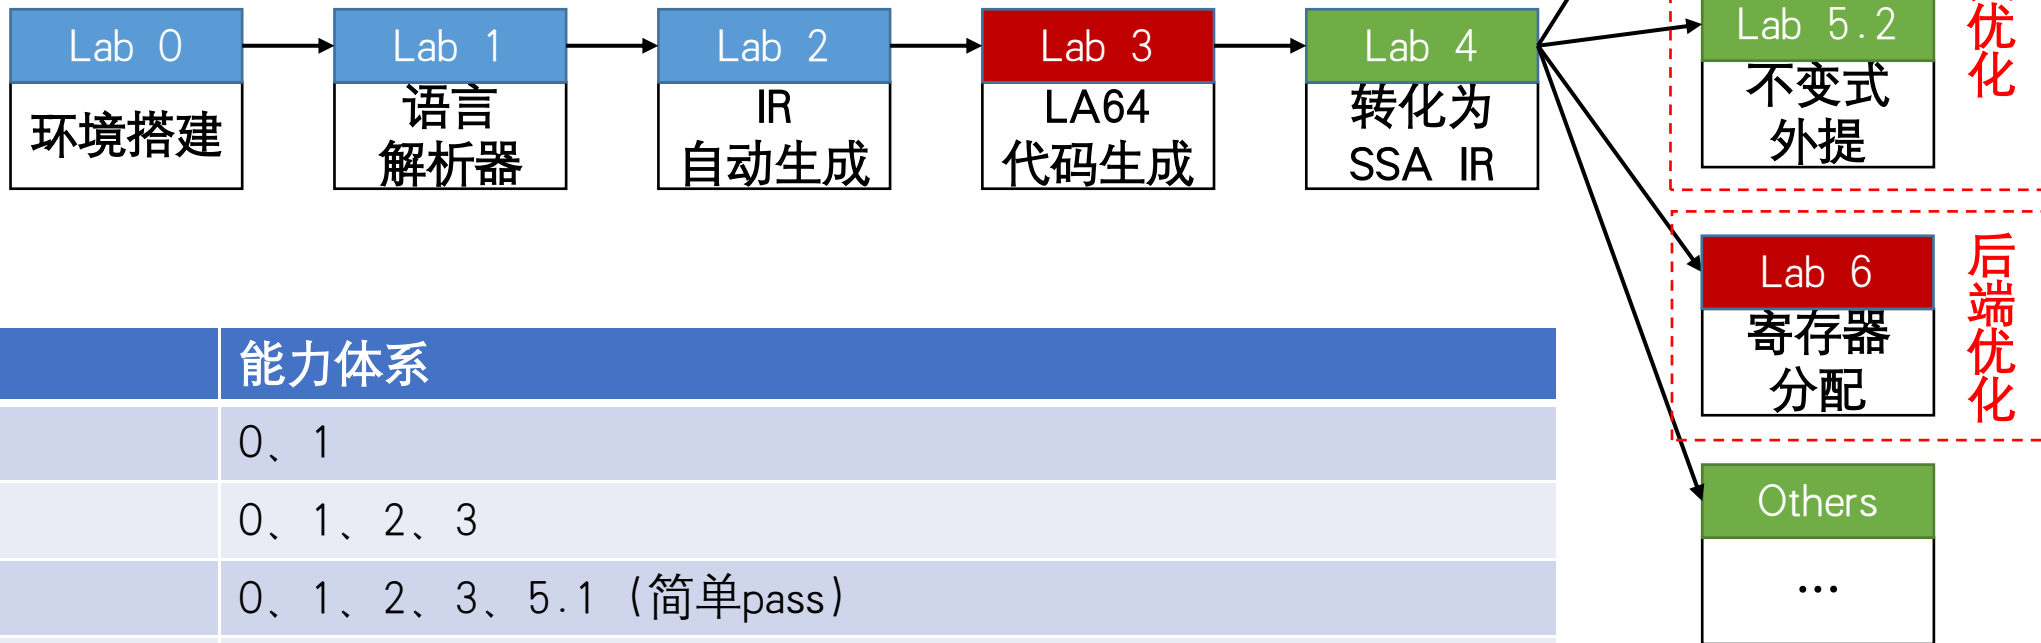 Lab 0
环境搭建
Lab 1
语言
解析器
Lab 2
IR
自动生成
Lab 3
LA64
代码生成
Lab 4
转化为
SSA IR
Lab 5.2
不变式
外提
优化
Lab 6
寄存器
分配
后端优化
Others
…
能力体系
0、1
0、1、2、3
0、1、2、3、5.1 (简单pass)